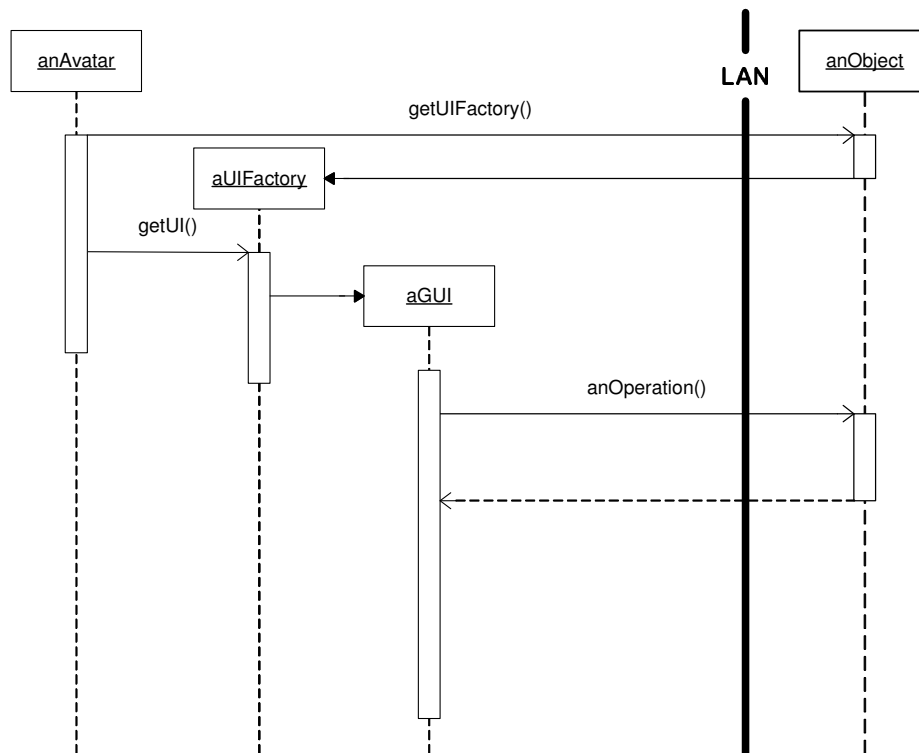 anAvatar
LAN
anObject
getUIFactory()
aUIFactory
getUI()
aGUI
anOperation()